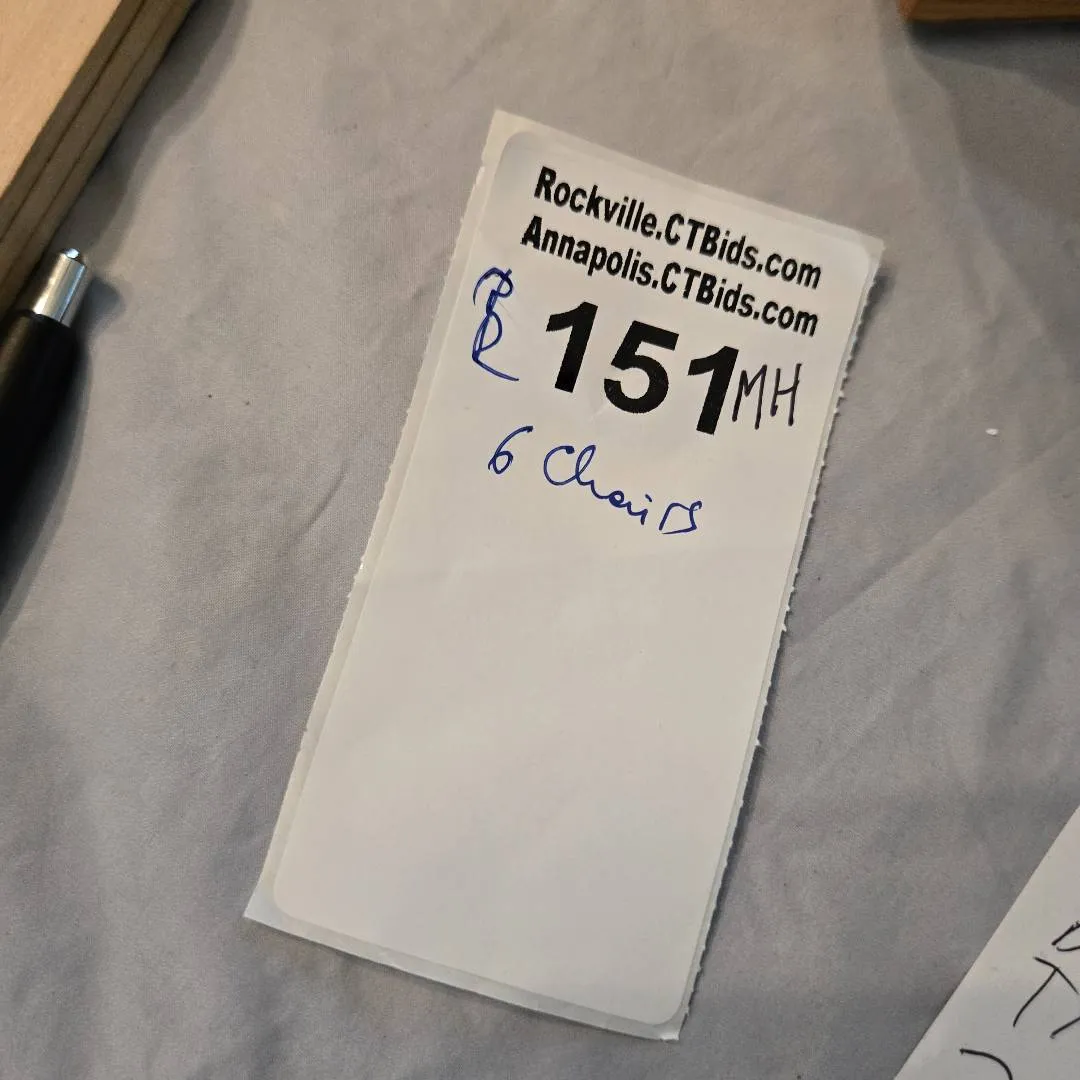 Rockville.CTBids.com
Annapolis.CTBids.com
151MH
6 Chairs